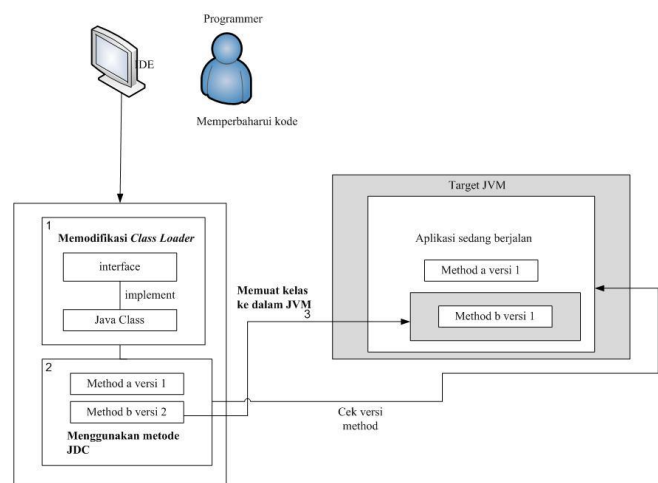 Programmer
IDE
Memperbaharui kode
1
Memodifikasi Class Loader
interface
implement
Java Class
2
Method a versi 1
Method b versi 2
Menggunakan metode
JDC
Memuat kelas
ke dalam JVM
3
Target JVM
Aplikasi sedang berjalan
Method a versi 1
Method b versi 1
Cek versi
method